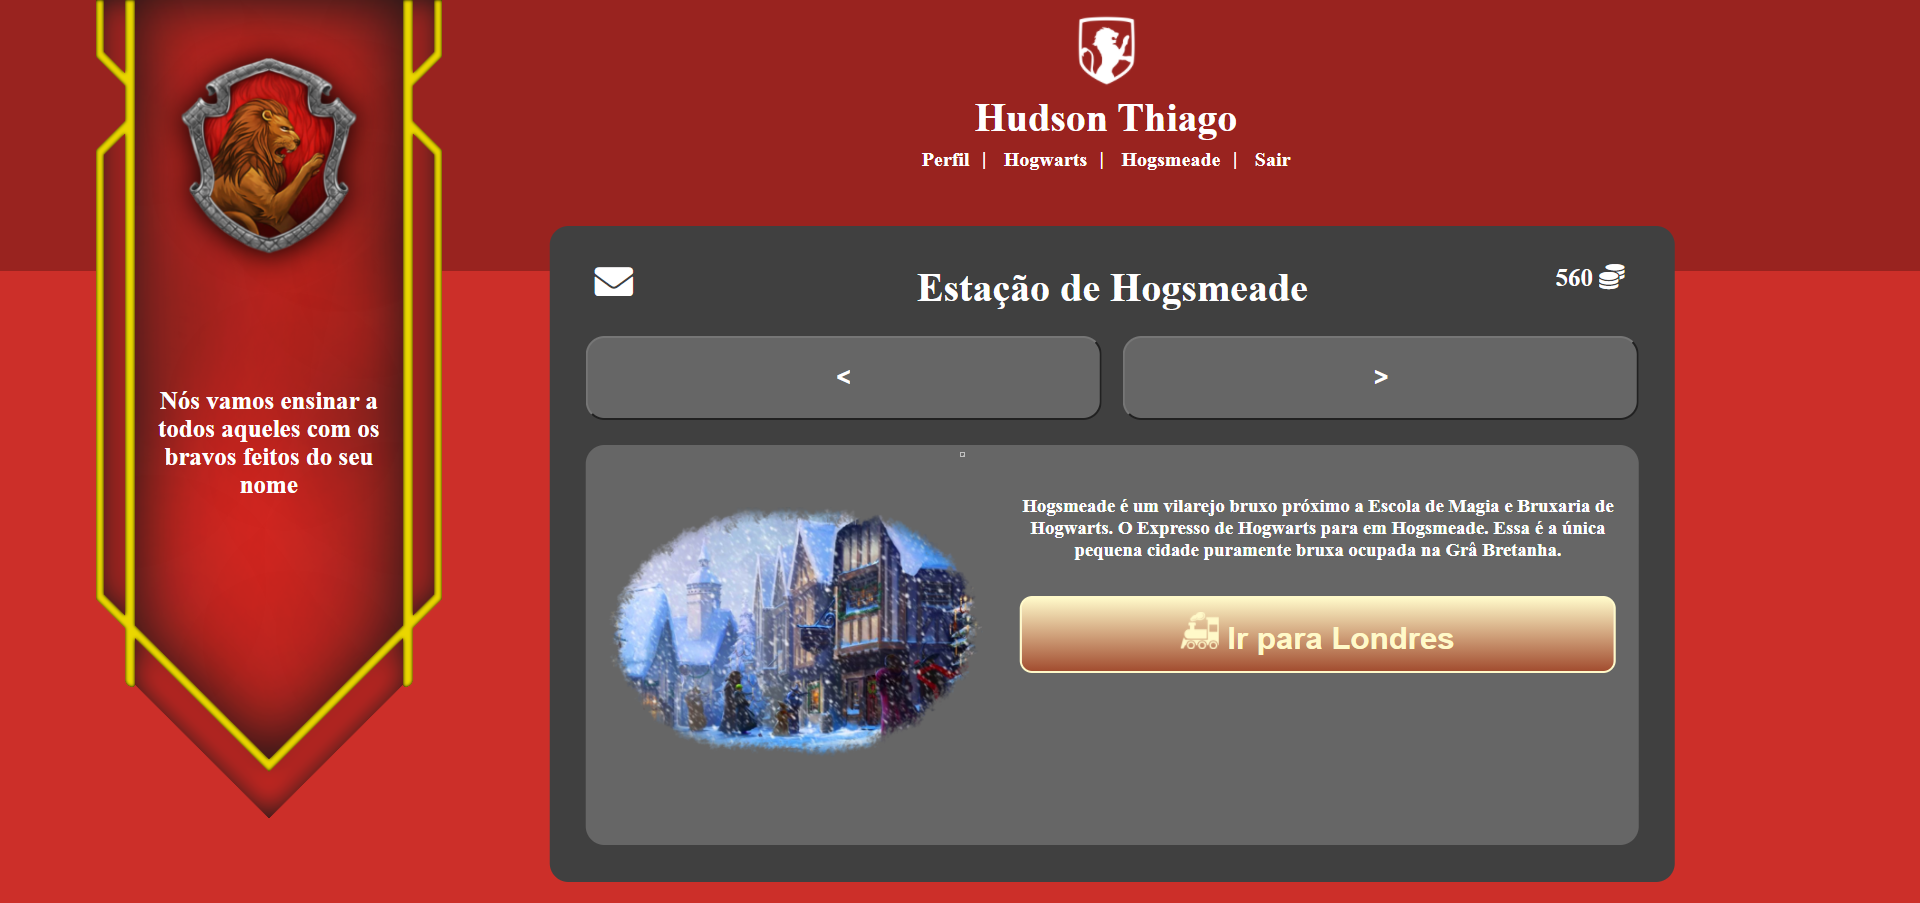 Hudson Thiago
Perfil | Hogwarts | Hogsmeade | Sair
Nós vamos ensinar a
todos aqueles com os
bravos feitos do seu
nome
Estação de Hogsmeade
560
< >
Hogsmeade é um vilarejo bruxo próximo a Escola de Magia e Bruxaria de
Hogwarts. O Expresso de Hogwarts para em Hogsmeade. Essa é a única
pequena cidade puramente bruxa ocupada na Grâ Bretanha.
Ir para Londres